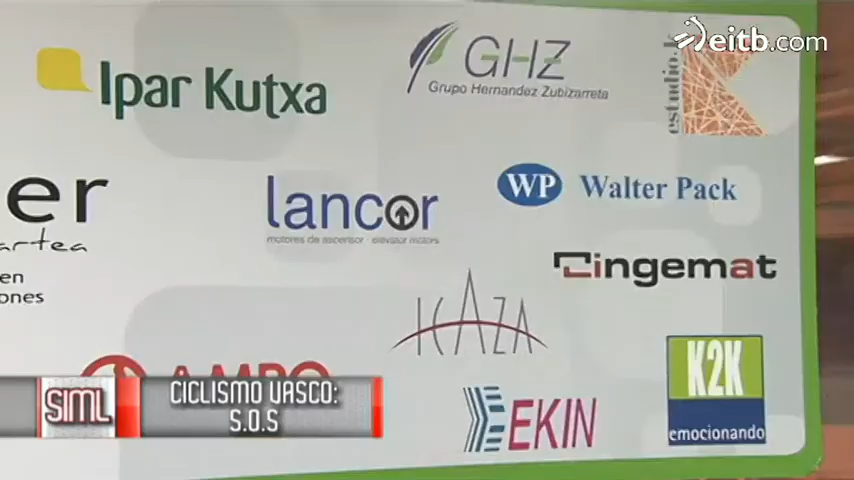 eitb.com
Ipar Kutxa
GHZ
Grupo Hernandez Zubizarreta
estudio.k
er
artea
en
ones
lancor
motores de ascensor · elevator motors
WP Walter Pack
ingemat
ICAZA
AMPO
K2K
emocionando
EKIN
SIML
CICLISMO VASCO:
S.O.S